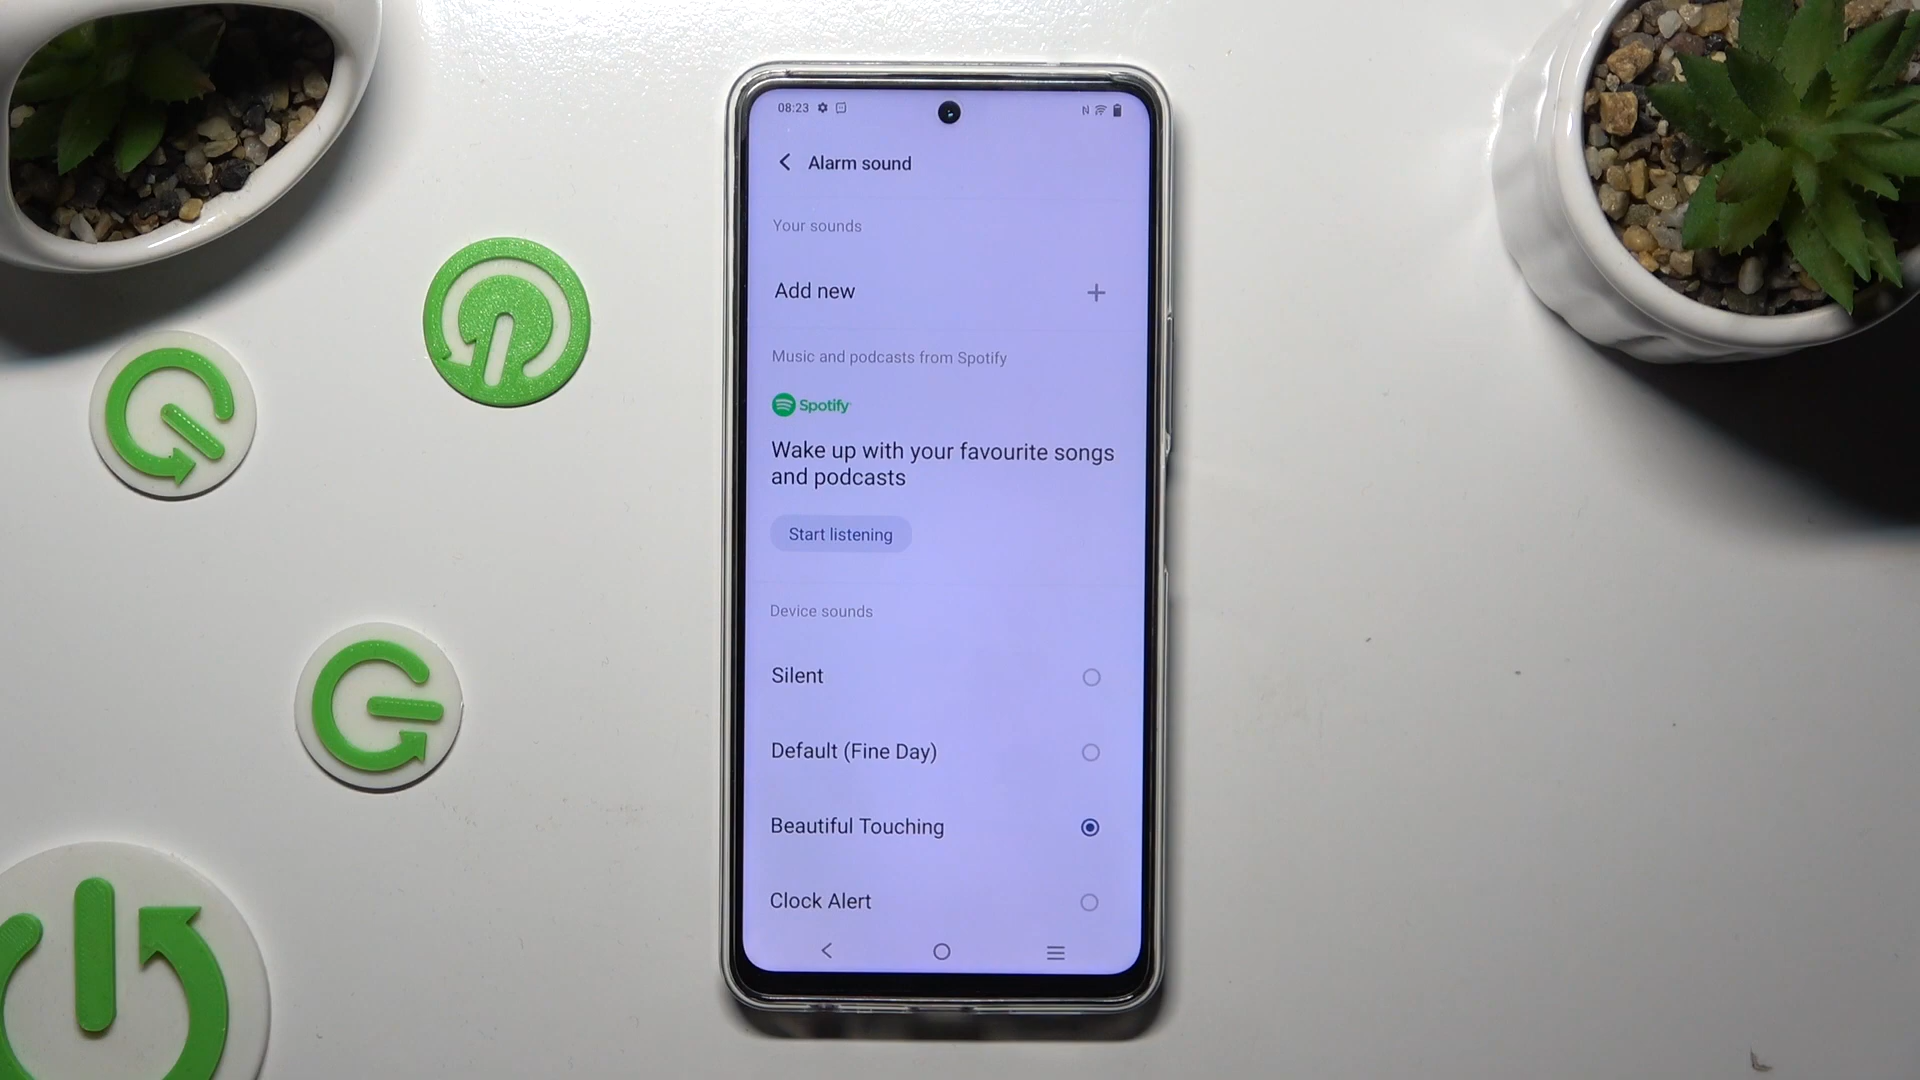 08:23
Alarm sound
Your sounds
Add new
Music and podcasts from Spotify
Spotify
Wake up with your favourite songs
and podcasts
Start listening
Device sounds
Silent
Default (Fine Day)
Beautiful Touching
Clock Alert